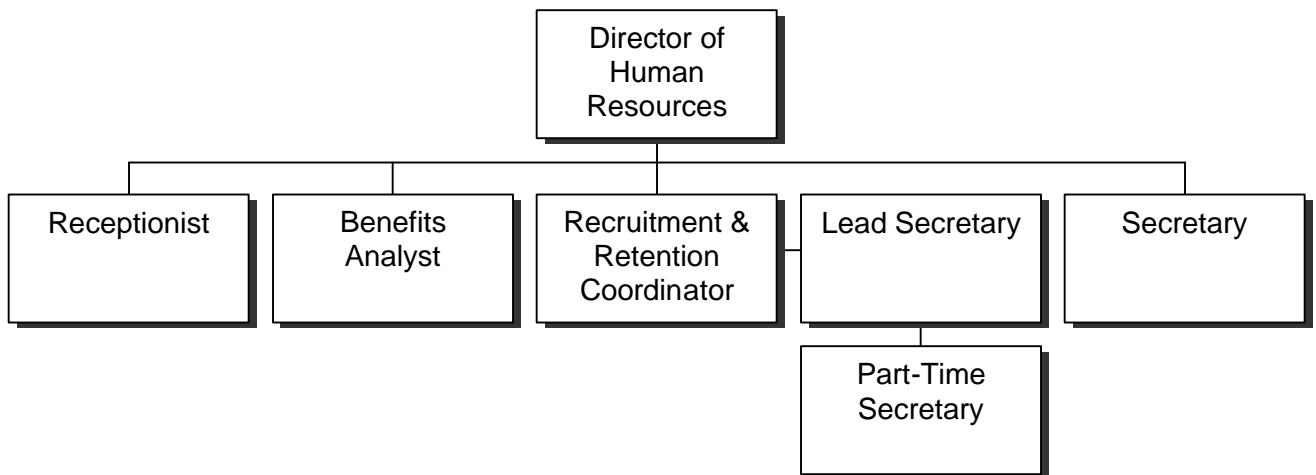 Director of
Human
Resources
Receptionist
Benefits
Analyst
Recruitment &
Retention
Coordinator
Lead Secretary
Secretary
Part-Time
Secretary